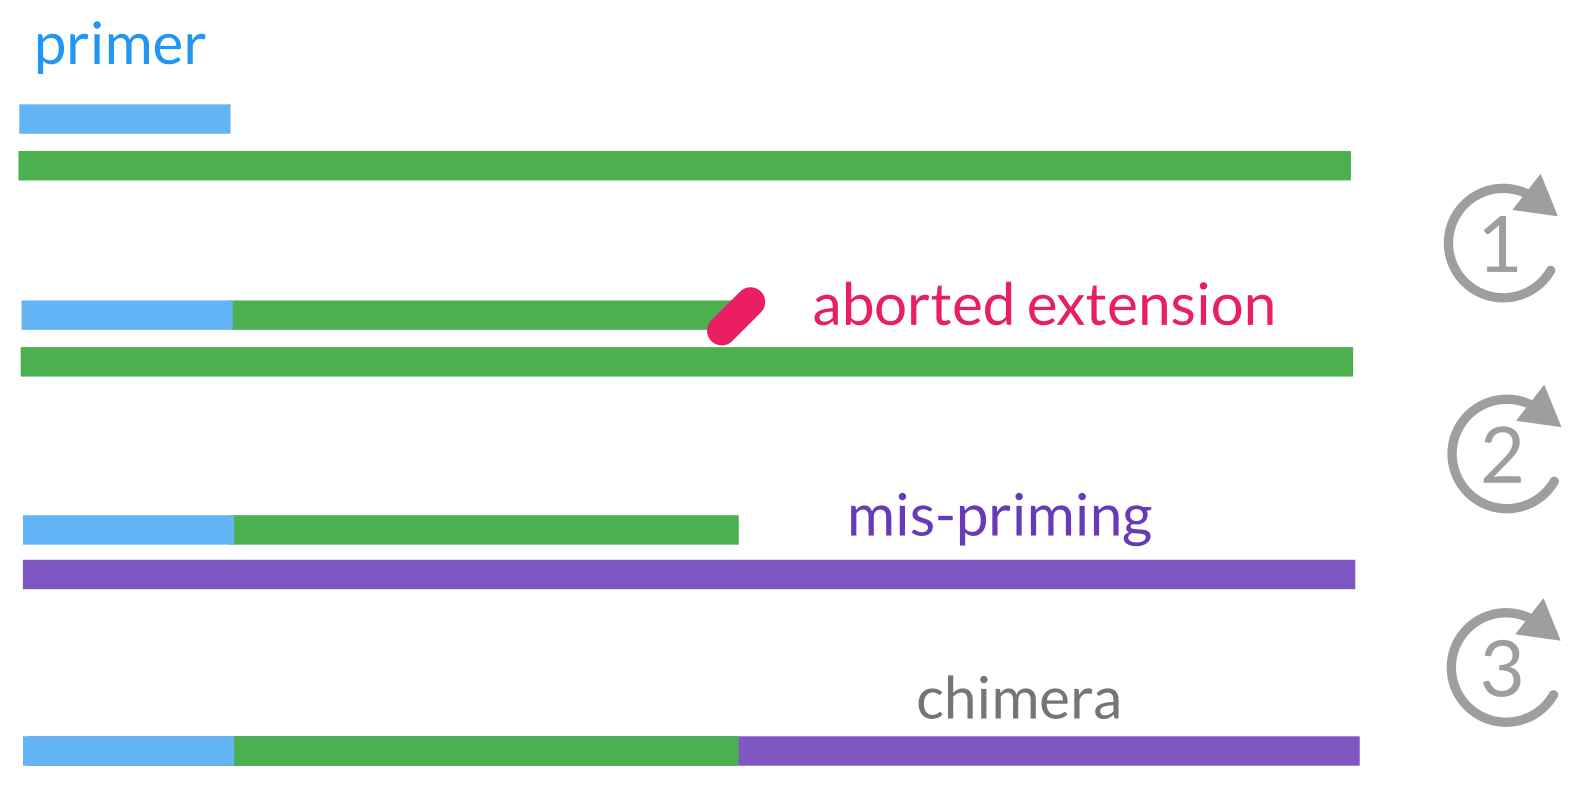 primer
1
aborted extension
2
mis-priming
3
chimera